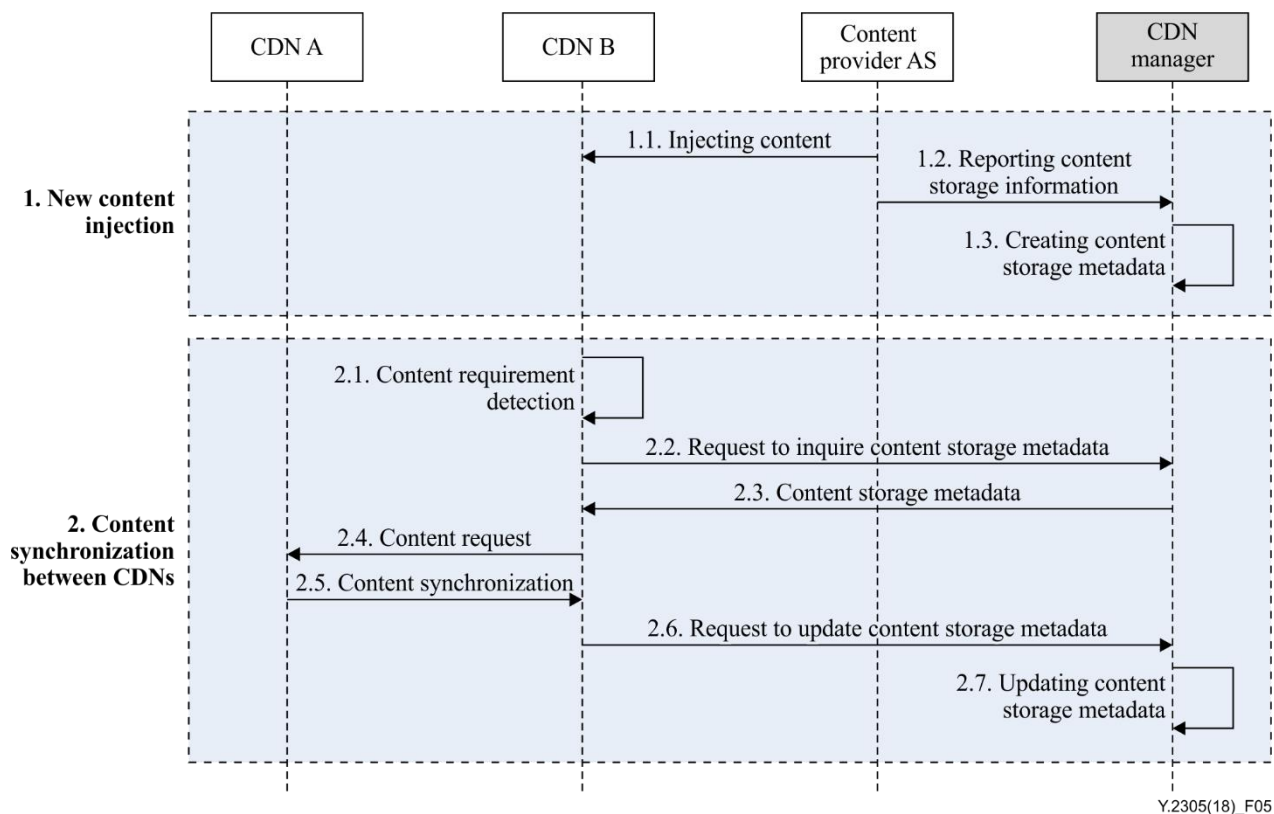 CDN A
CDN B
Content
provider AS
CDN
manager
1. New content
injection
1.1. Injecting content
1.2. Reporting content
storage information
1.3. Creating content
storage metadata
2. Content
synchronization
between CDNs
2.1. Content requirement
detection
2.2. Request to inquire content storage metadata
2.3. Content storage metadata
2.4. Content request
2.5. Content synchronization
2.6. Request to update content storage metadata
2.7. Updating content
storage metadata
Y.2305(18)_F05